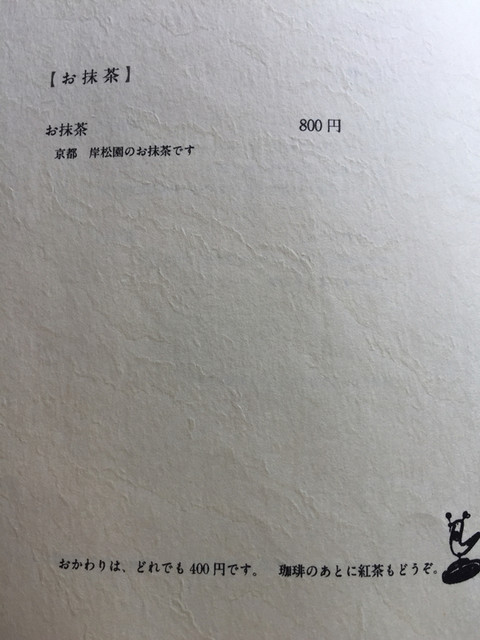 【お抹茶】
お抹茶 800円
京都 岸松園のお抹茶です
おかわりは、どれでも400円です。 珈琲のあとに紅茶もどうぞ。